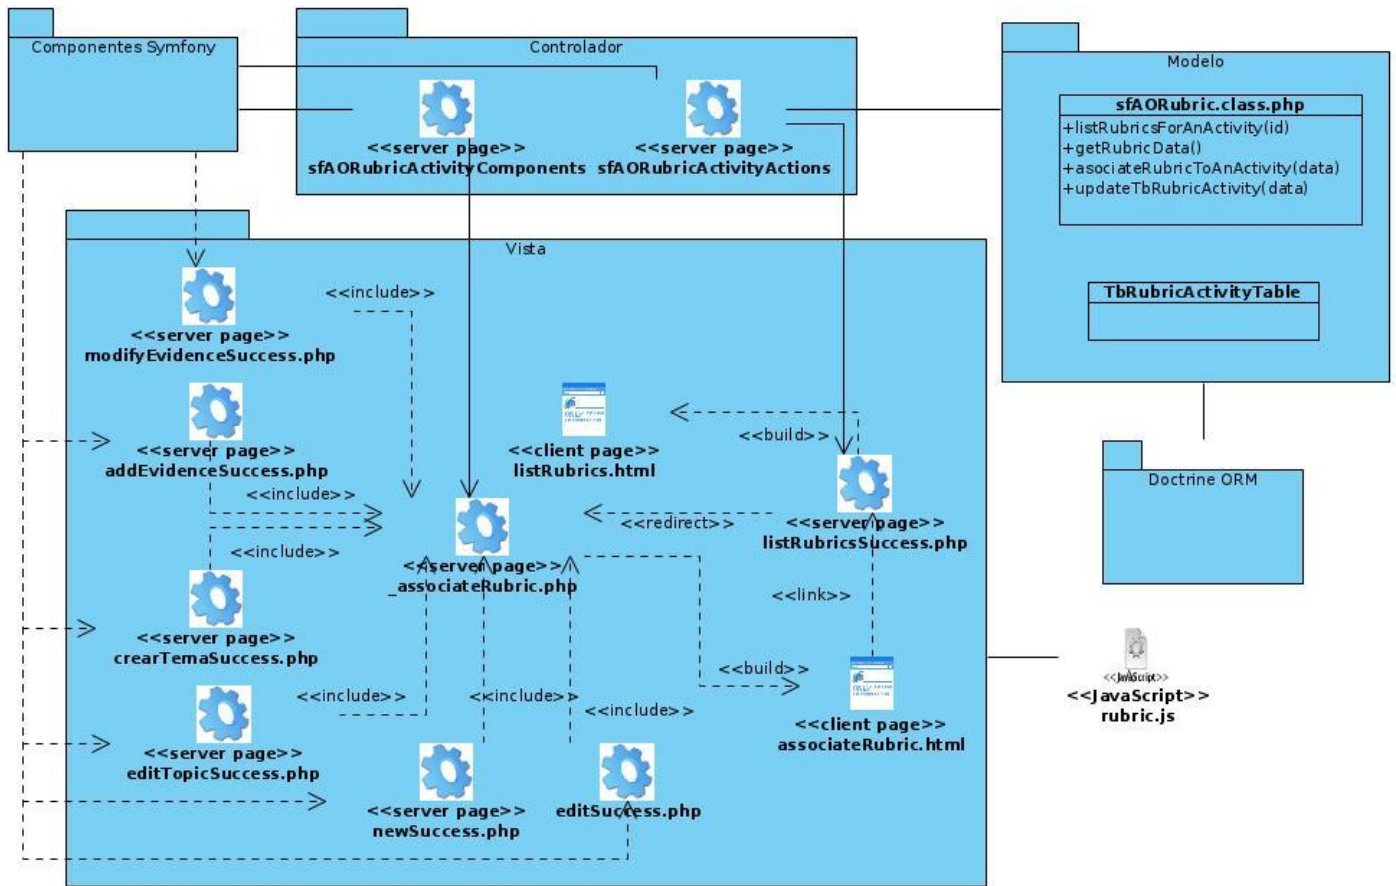 Componentes Symfony
Controlador
<<server page>>
sfAORubricActivityComponents
<<server page>>
sfAORubricActivityActions
Modelo
sfAORubric.class.php
+listRubricsForAnActivity(id)
+getRubricData()
+asociateRubricToAnActivity(data)
+updateTbRubricActivity(data)
TbRubricActivityTable
Vista
<<server page>>
modifyEvidenceSuccess.php
<<include>>
<<server page>>
addEvidenceSuccess.php
<<include>>
<<include>>
<<client page>>
listRubrics.html
<<build>>
<<server page>>
listRubricsSuccess.php
<<redirect>>
<<server page>>
_associateRubric.php
<<link>>
Doctrine ORM
<<server page>>
crearTemaSuccess.php
<<include>>
<<include>>
<<include>>
<<build>>
<<client page>>
associateRubric.html
<<JavaScript>>
<<JavaScript>>
rubric.js
<<server page>>
editTopicSuccess.php
<<server page>>
newSuccess.php
editSuccess.php